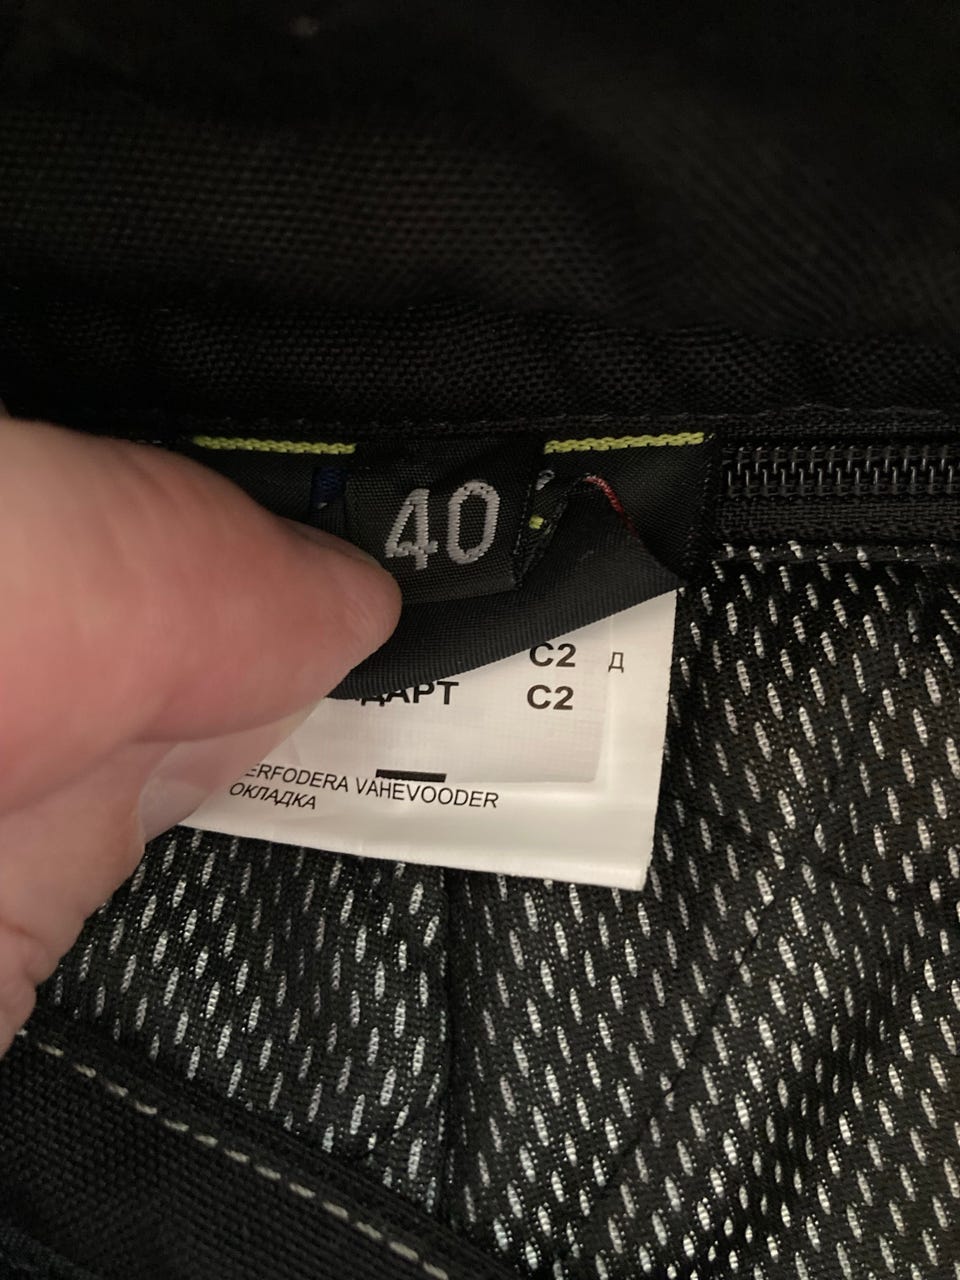 40
C2 Д
ДАРТ C2
ERFODERA VAHEVOODER
ОКЛАДКА